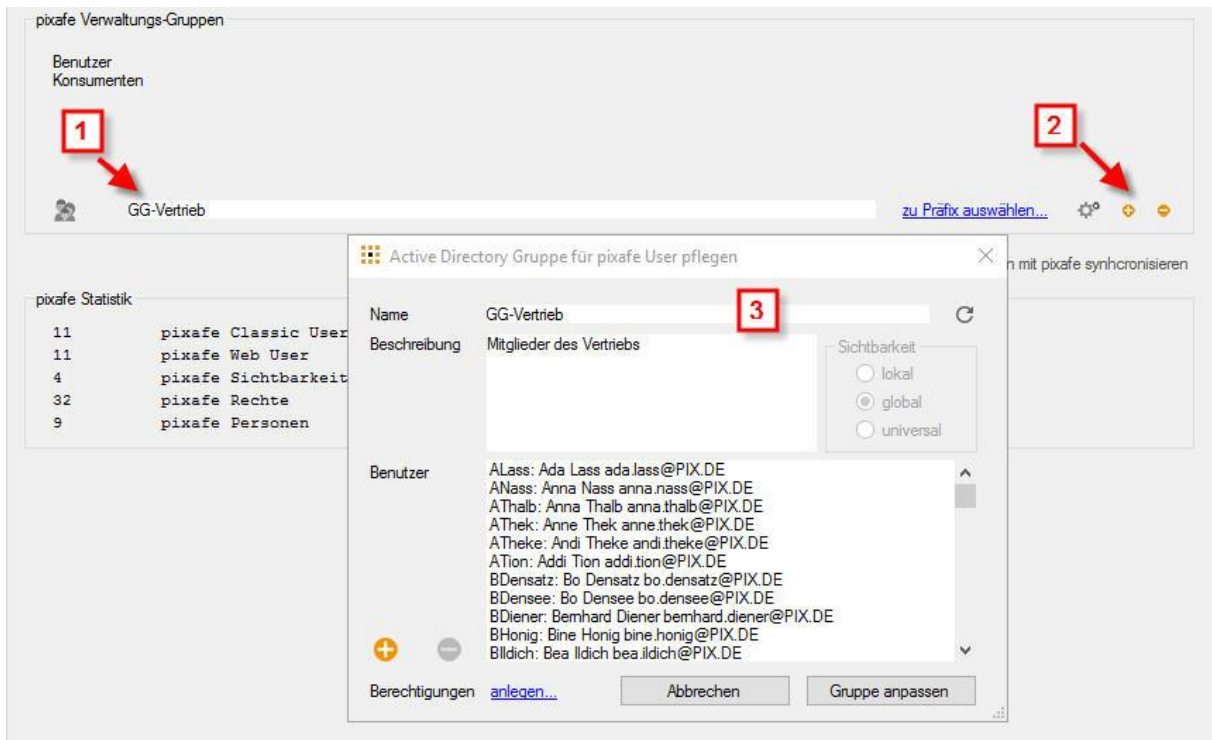 pixafe Verwaltungs-Gruppen
Benutzer
Konsumenten
1
2
GG-Vertrieb
zu Präfix auswählen...
Active Directory Gruppe für pixafe User pflegen
n mit pixafe synhcronisieren
pixafe Statistik
11 pixafe Classic User
11 pixafe Web User
4 pixafe Sichtbarkeit
32 pixafe Rechte
9 pixafe Personen
Name GG-Vertrieb
3
Beschreibung Mitglieder des Vertriebs
Sichtbarkeit
lokal
global
universal
Benutzer
ALass: Ada Lass ada.lass@PIX.DE
ANass: Anna Nass anna.nass@PIX.DE
AThalb: Anna Thalb anna.thalb@PIX.DE
AThek: Anne Thek anne.thek@PIX.DE
ATheke: Andi Theke andi.theke@PIX.DE
ATion: Addi Tion addi.tion@PIX.DE
BDensatz: Bo Densatz bo.densatz@PIX.DE
BDensee: Bo Densee bo.densee@PIX.DE
BDiener: Bernhard Diener bernhard.diener@PIX.DE
BHonig: Bine Honig bine.honig@PIX.DE
BIldich: Bea Ildich bea.ildich@PIX.DE
Berechtigungen anlegen...
Abbrechen
Gruppe anpassen